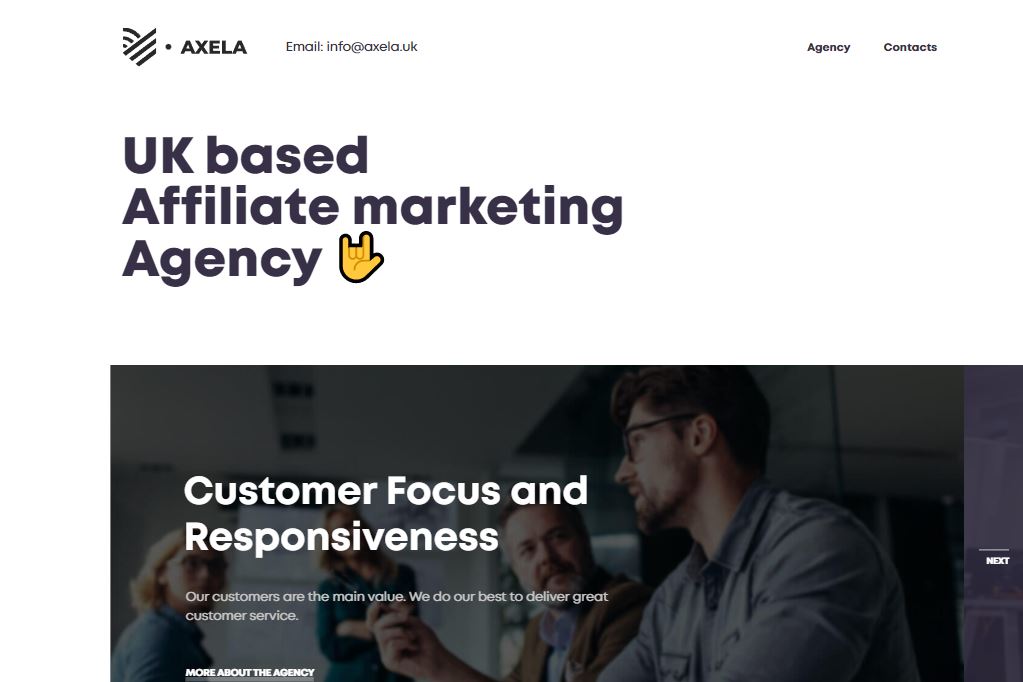 AXELA
Email: info@axela.uk
Agency
Contacts
UK based
Affiliate marketing
Agency 🤟
Customer Focus and
Responsiveness
Our customers are the main value. We do our best to deliver great
customer service.
MORE ABOUT THE AGENCY
NEXT